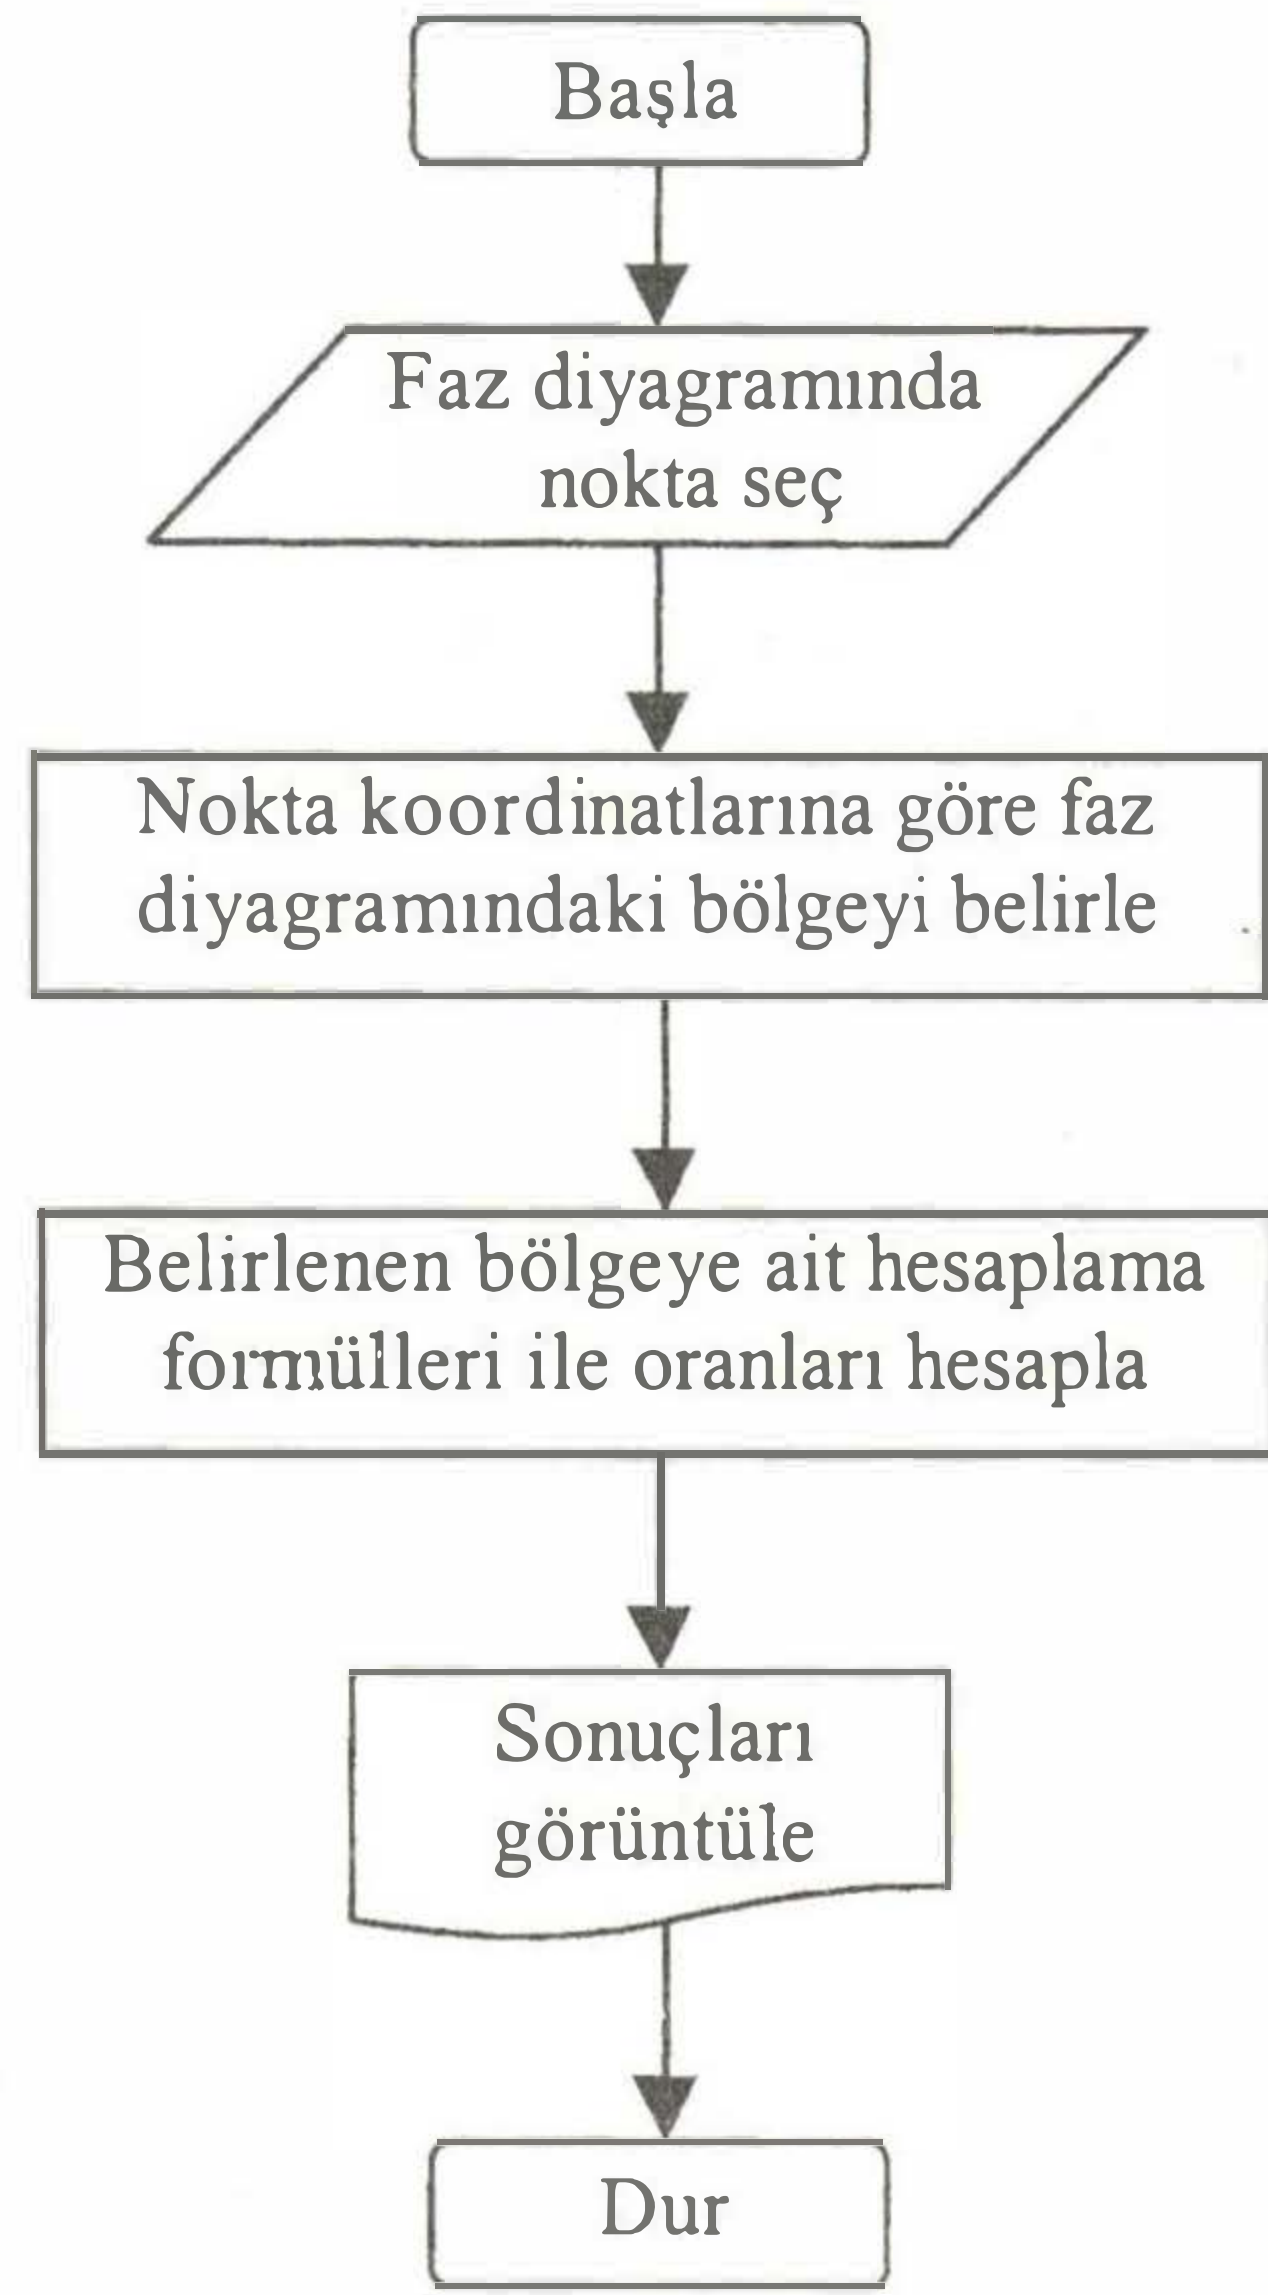 Başla
Faz diyagramında
nokta seç
Nokta koordinatlarına göre faz
diyagramındaki bölgeyi belirle
Belirlenen bölgeye ait hesaplama
formülleri ile oranları hesapla
Sonuçları
görüntüle
Dur